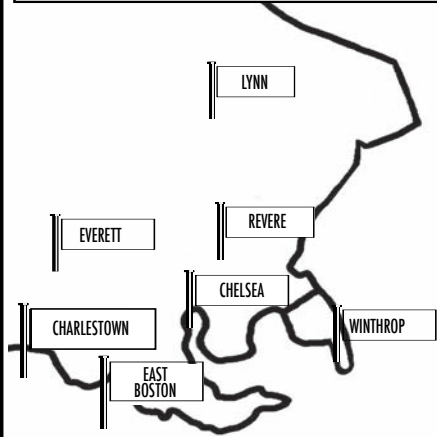 LYNN
REVERE
EVERETT
CHELSEA
WINTHROP
CHARLESTOWN
EAST
BOSTON